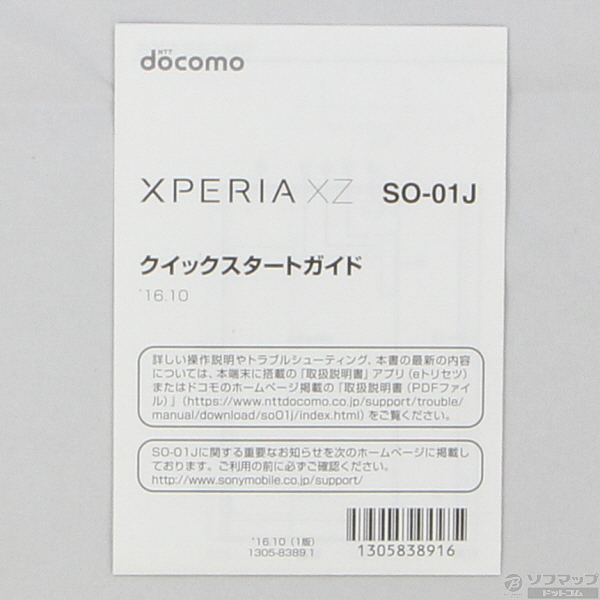 NTT
docomo
XPERIA XZ SO-01J
クイックスタートガイド
'16.10
詳しい操作説明やトラブルシューティング、本書の最新の内容
については、本端末に搭載の「取扱説明書」アプリ（eトリセツ）
またはドコモのホームページ掲載の「取扱説明書（PDFファイ
ル）」（https://www.nttdocomo.co.jp/support/trouble/
manual/download/so01j/index.html）をご覧ください。
SO-01Jに関する重要なお知らせを次のホームページに掲載し
ております。ご利用の前に必ずご確認ください。
http://www.sonymobile.co.jp/support/
'16.10（1版）
1305-8389.1
1305838916
ソフマップ
ドットコム